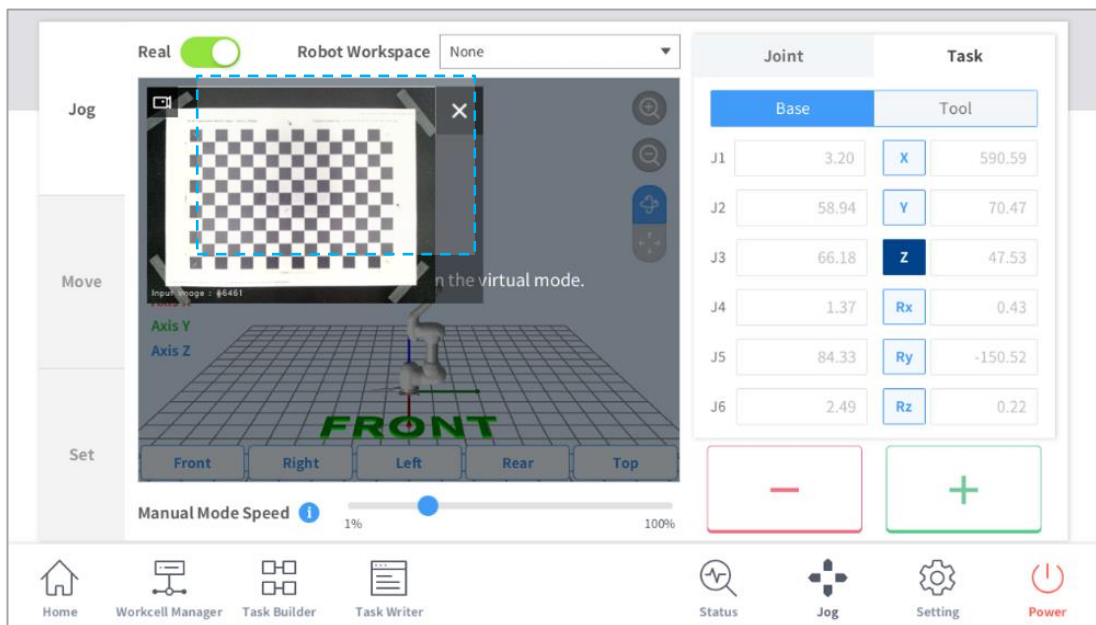 Real
Robot Workspace None
Joint Task
Jog
Base Tool
J1 3.20 X 590.59
J2 58.94 Y 70.47
J3 66.18 Z 47.53
Move
n the virtual mode.
Input image : #6461
J4 1.37 Rx 0.43
Axis Y
Axis Z
J5 84.33 Ry -150.52
J6 2.49 Rz 0.22
FRONT
Set
Front Right Left Rear Top
Manual Mode Speed i
1% 100%
− +
Home Workcell Manager Task Builder Task Writer Status Jog Setting Power